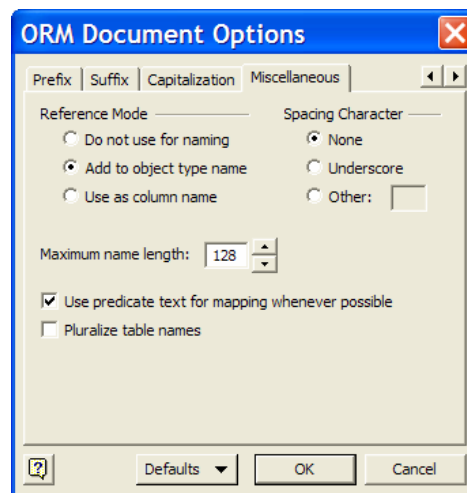 ORM Document Options
Prefix Suffix Capitalization Miscellaneous
Reference Mode Spacing Character
Do not use for naming None
Add to object type name Underscore
Use as column name Other:
Maximum name length: 128
Use predicate text for mapping whenever possible
Pluralize table names
? Defaults OK Cancel